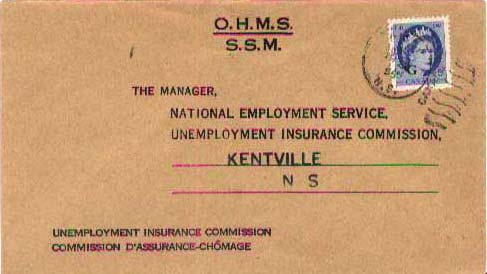 O.H.M.S.
S.S.M.
THE MANAGER,
NATIONAL EMPLOYMENT SERVICE,
UNEMPLOYMENT INSURANCE COMMISSION,
KENTVILLE
N S
UNEMPLOYMENT INSURANCE COMMISSION
COMMISSION D'ASSURANCE-CHÔMAGE